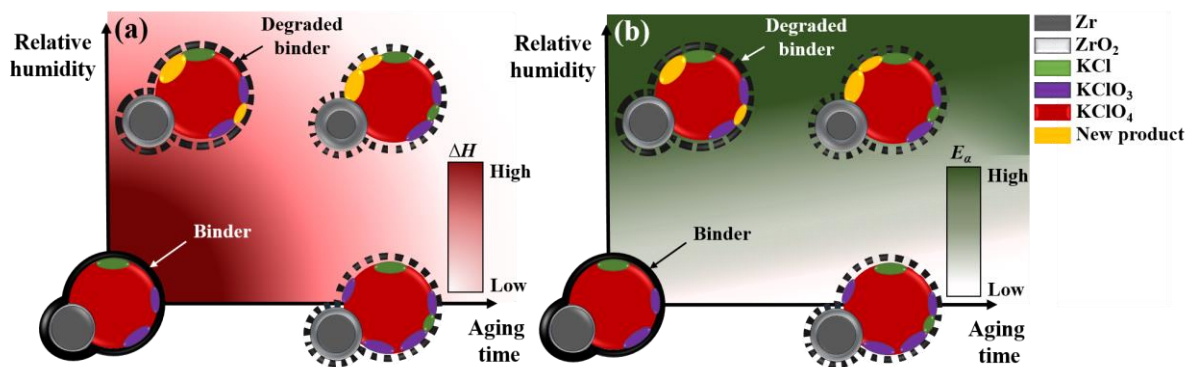 (a)
Relative
humidity
Degraded
binder
ΔH
High
Low
Binder
Aging
time
(b)
Relative
humidity
Degraded
binder
Eα
High
Low
Binder
Aging
time
Zr
ZrO2
KCl
KClO3
KClO4
New product